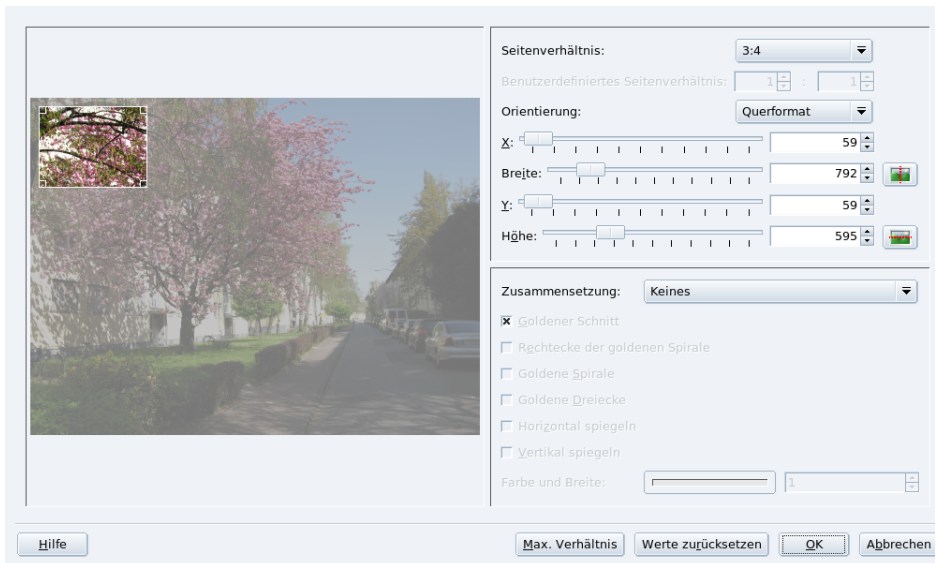 Seitenverhältnis: 3:4
Benutzerdefiniertes Seitenverhältnis: 1 : 1
Orientierung: Querformat
X: 59
Breite: 792
Y: 59
Höhe: 595
Zusammensetzung: Keines
Goldener Schnitt
Rechtecke der goldenen Spirale
Goldene Spirale
Goldene Dreiecke
Horizontal spiegeln
Vertikal spiegeln
Farbe und Breite: 1
Hilfe Max. Verhältnis Werte zurücksetzen OK Abbrechen